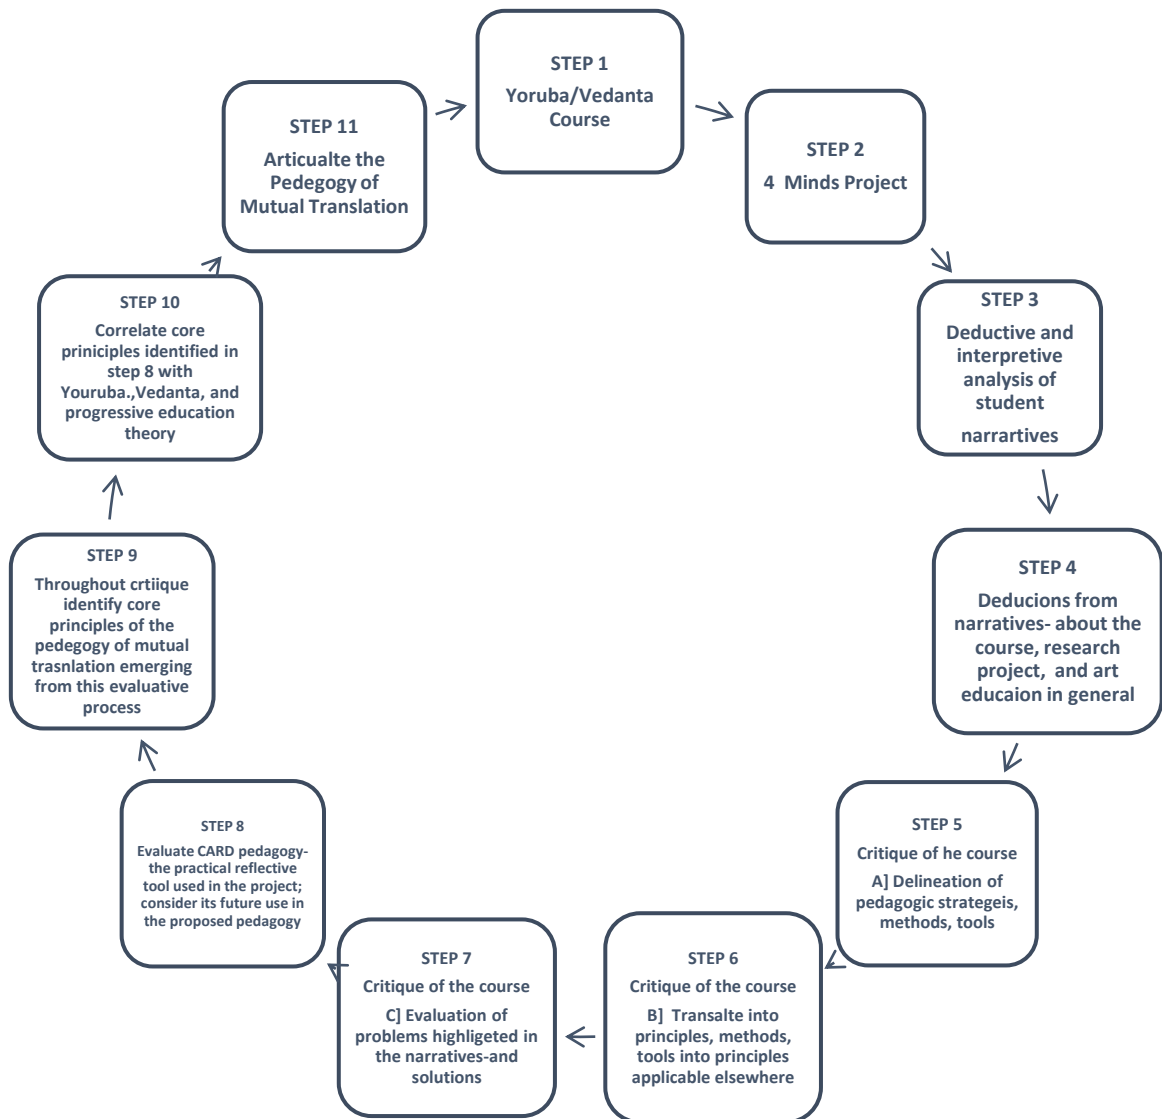 STEP 1
Yoruba/Vedanta
Course
STEP 2
4 Minds Project
STEP 3
Deductive and
interpretive
analysis of
student
narrartives
STEP 4
Deducions from
narratives- about the
course, research
project, and art
educaion in general
STEP 5
Critique of he course
A] Delineation of
pedagogic strategeis,
methods, tools
STEP 6
Critique of the course
B] Transalte into
principles, methods,
tools into principles
applicable elsewhere
STEP 7
Critique of the course
C] Evaluation of
problems highligeted in
the narratives-and
solutions
STEP 8
Evaluate CARD pedagogy-
the practical reflective
tool used in the project;
consider its future use in
the proposed pedagogy
STEP 9
Throughout crtiique
identify core
principles of the
pedegogy of mutual
trasnlation emerging
from this evaluative
process
STEP 10
Correlate core
priniciples identified in
step 8 with
Youruba.,Vedanta, and
progressive education
theory
STEP 11
Articualte the
Pedegogy of
Mutual Translation